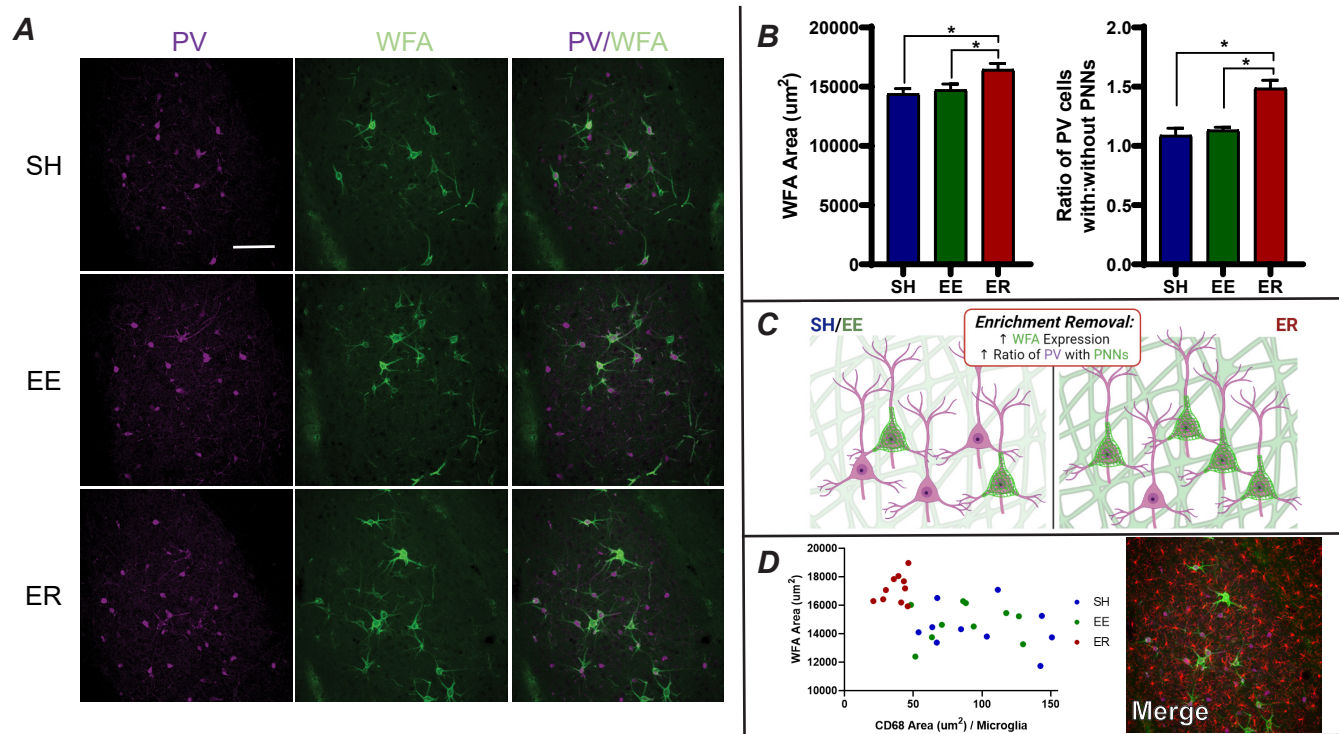 A
PV
WFA
PV/WFA
SH
EE
ER
B
20000
15000
10000
5000
0
WFA Area (um²)
*
*
SH EE ER
2.0
1.5
1.0
0.5
0.0
Ratio of PV cells
with:without PNNs
*
*
SH EE ER
C
SH/EE
Enrichment Removal:
↑ WFA Expression
↑ Ratio of PV with PNNs
ER
D
20000
18000
16000
14000
12000
10000
WFA Area (um²)
0 50 100 150
CD68 Area (um²) / Microglia
SH
EE
ER
Merge